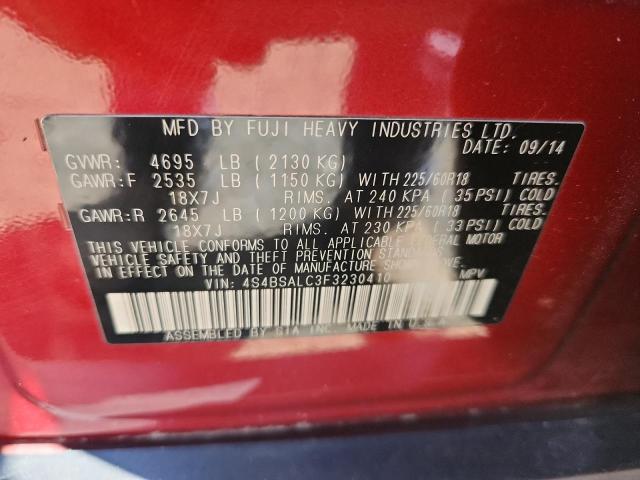 MFD BY FUJI HEAVY INDUSTRIES LTD.
DATE: 09/14
GVWR: 4695 LB (2130 KG)
GAWR:F 2535 LB (1150 KG) WITH 225/60R18 TIRES.
18X7J RIMS. AT 240 KPA (35 PSI) COLD
GAWR:R 2645 LB (1200 KG) WITH 225/60R18 TIRES.
18X7J RIMS. AT 230 KPA (33 PSI) COLD
THIS VEHICLE CONFORMS TO ALL APPLICABLE FEDERAL MOTOR
VEHICLE SAFETY AND THEFT PREVENTION STANDARDS
IN EFFECT ON THE DATE OF MANUFACTURE SHOWN
VIN: 4S4BSALC3F3230410 MPV
ASSEMBLED BY SIA INC. MADE IN U.S.A.